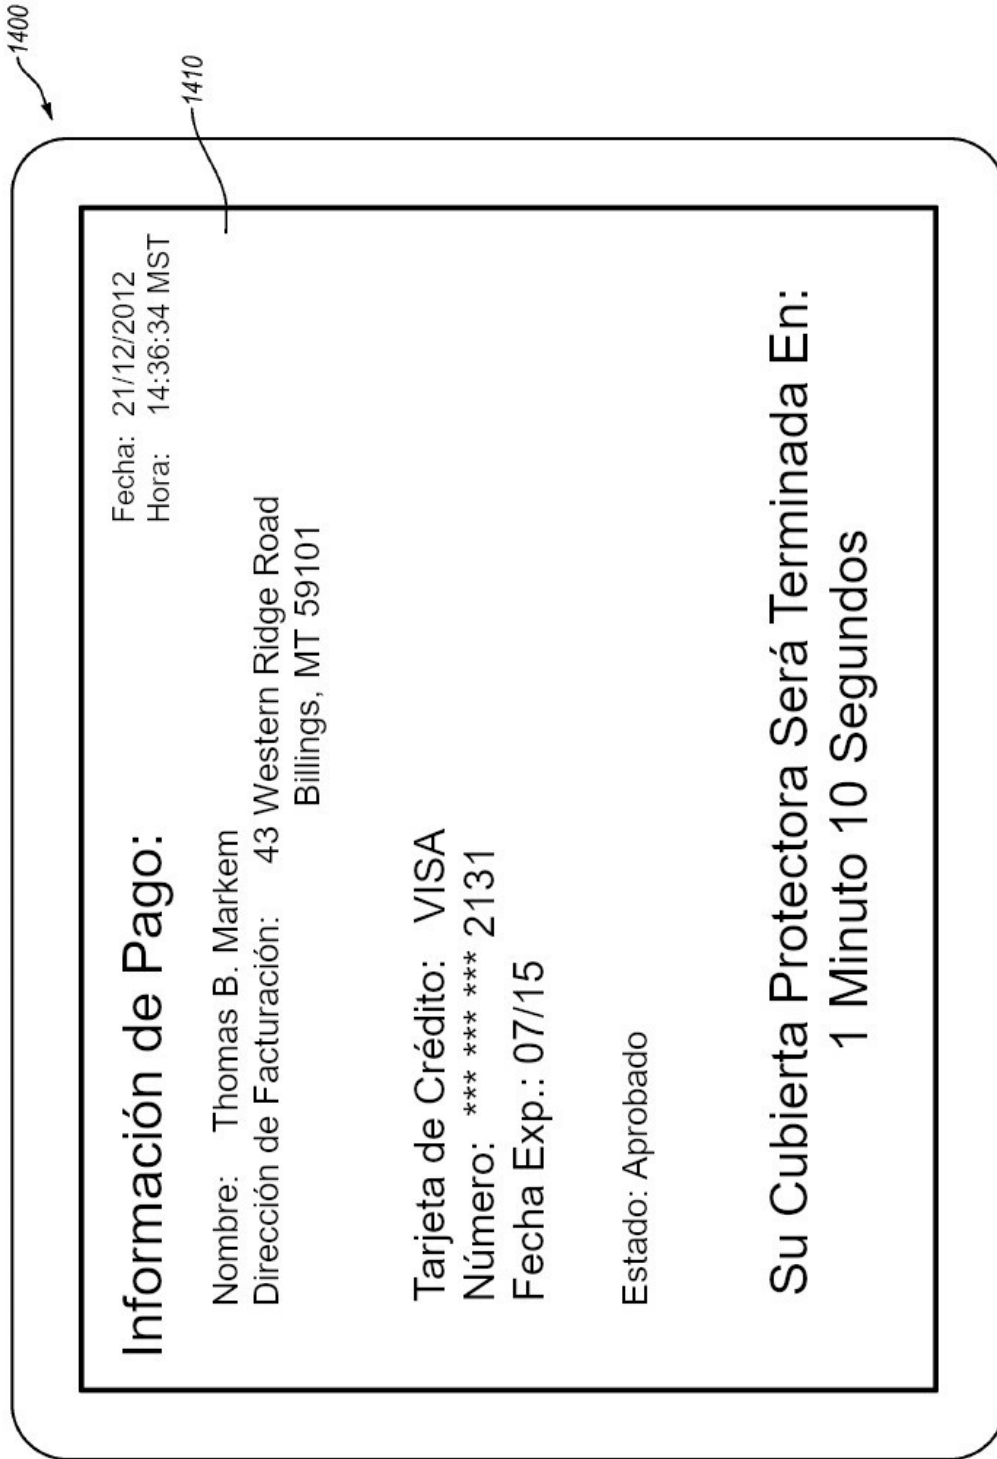 1400
1410
Fecha: 21/12/2012
Hora: 14:36:34 MST
Información de Pago:
Nombre: Thomas B. Markem
Dirección de Facturación: 43 Western Ridge Road
Billings, MT 59101
Tarjeta de Crédito: VISA
Número: *** *** *** 2131
Fecha Exp.: 07/15
Estado: Aprobado
Su Cubierta Protectora Será Terminada En:
1 Minuto 10 Segundos